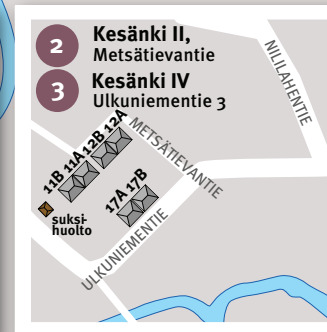 2 Kesänki II,
Metsätievantie
3 Kesänki IV
Ulkuniementie 3
NILILAHENTIE
METSÄTIEVANTIE
11B 11A 12B 12A
17A 17B
suksi-
huolto
ULKUNIEMENTIE